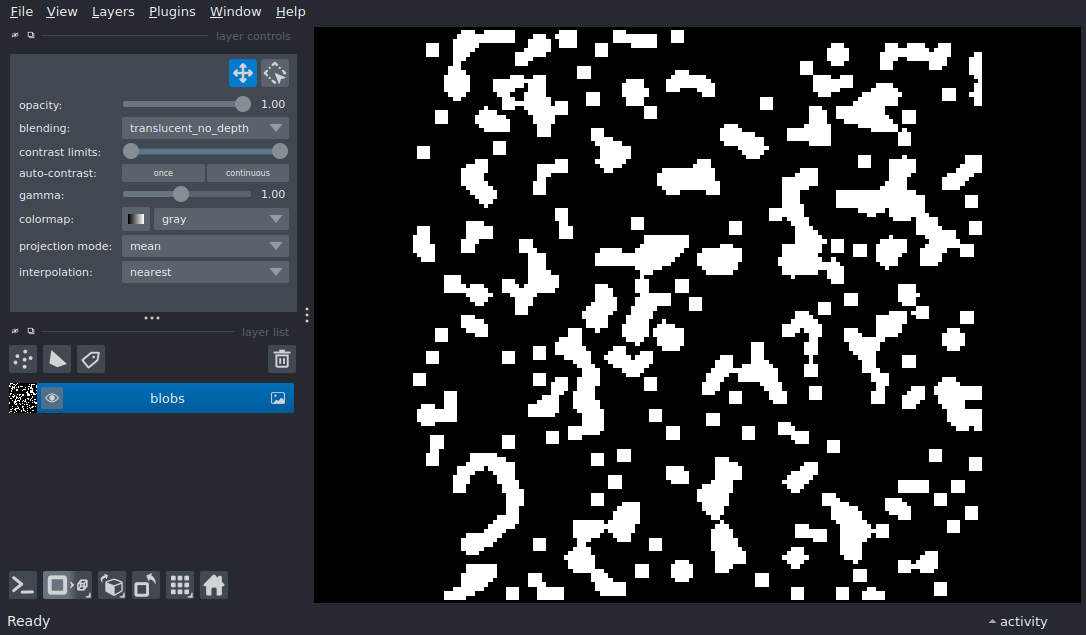 File View Layers Plugins Window Help
layer controls
opacity: 1.00
blending: translucent_no_depth
contrast limits:
auto-contrast: once continuous
gamma: 1.00
colormap: gray
projection mode: mean
interpolation: nearest
layer list
blobs
Ready activity